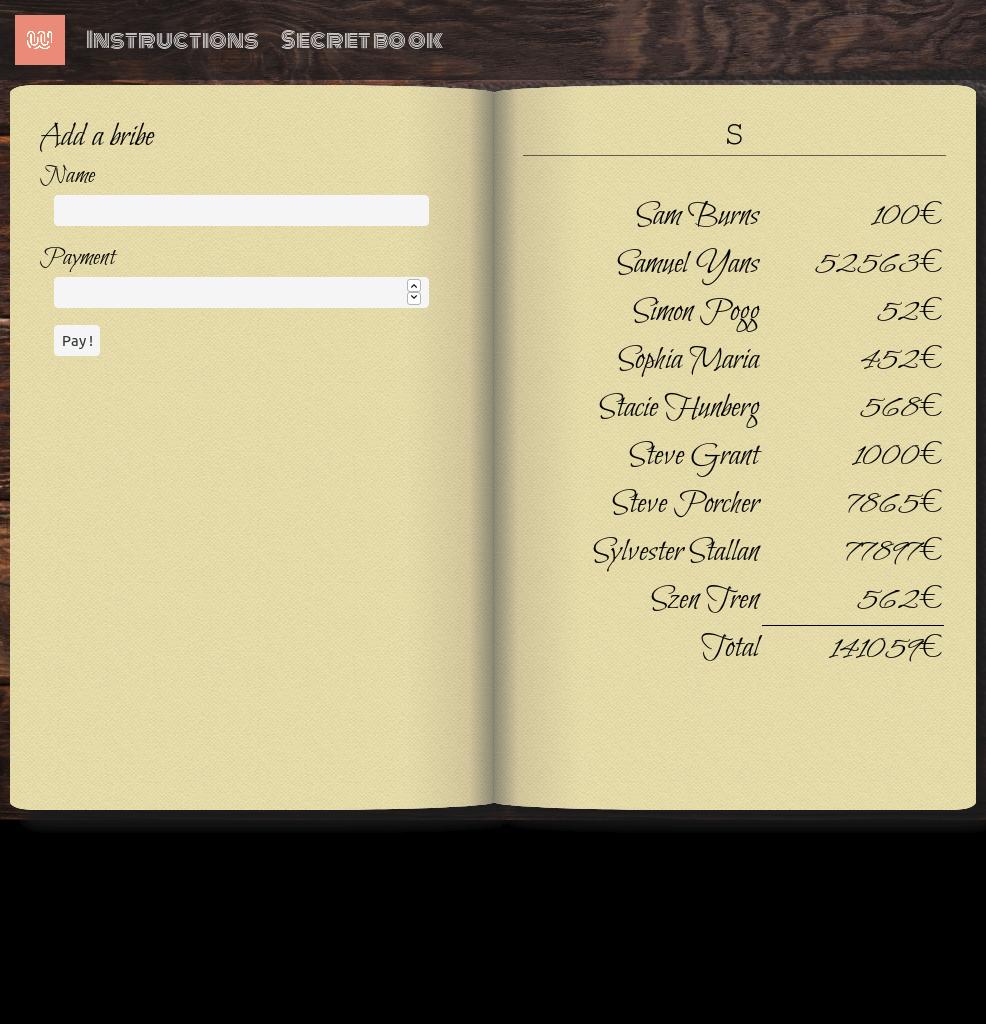 W
Instructions Secretbook
Add a bribe
Name
Payment
Pay !
S
Sam Burns 100€
Samuel Yans 52563€
Simon Pogg 52€
Sophia Maria 452€
Stacie Hunberg 568€
Steve Grant 1000€
Steve Porcher 7865€
Sylvester Stallan 77897€
Szen Tren 562€
Total 141059€